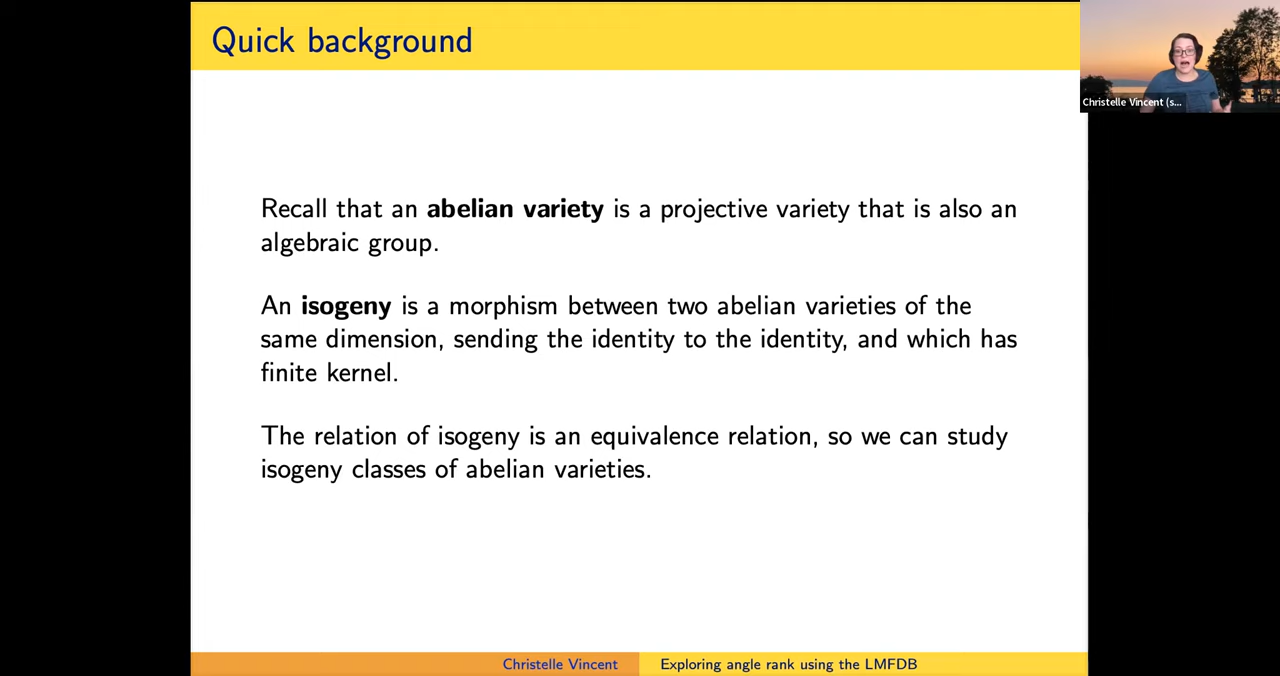 Quick background
Christelle Vincent (s...
Recall that an abelian variety is a projective variety that is also an
algebraic group.
An isogeny is a morphism between two abelian varieties of the
same dimension, sending the identity to the identity, and which has
finite kernel.
The relation of isogeny is an equivalence relation, so we can study
isogeny classes of abelian varieties.
Christelle Vincent
Exploring angle rank using the LMFDB